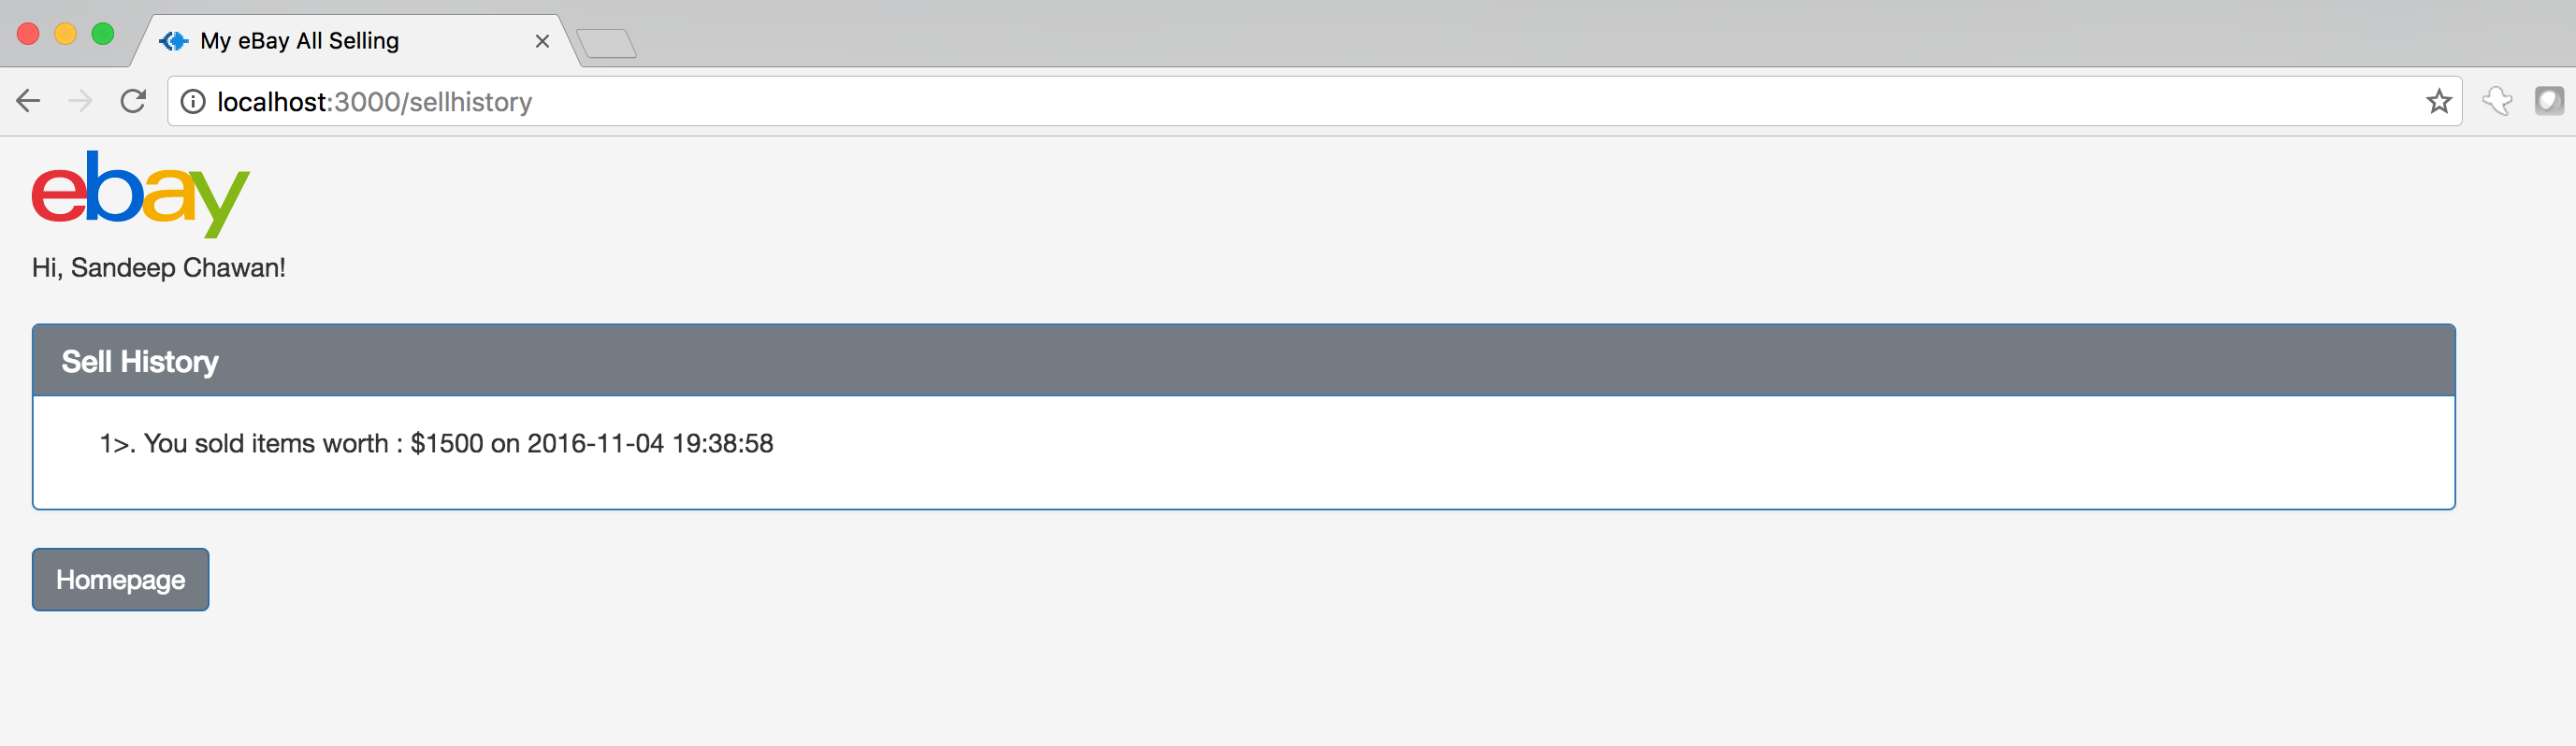 My eBay All Selling
localhost:3000/sellhistory
ebay
Hi, Sandeep Chawan!
Sell History
1>. You sold items worth : $1500 on 2016-11-04 19:38:58
Homepage